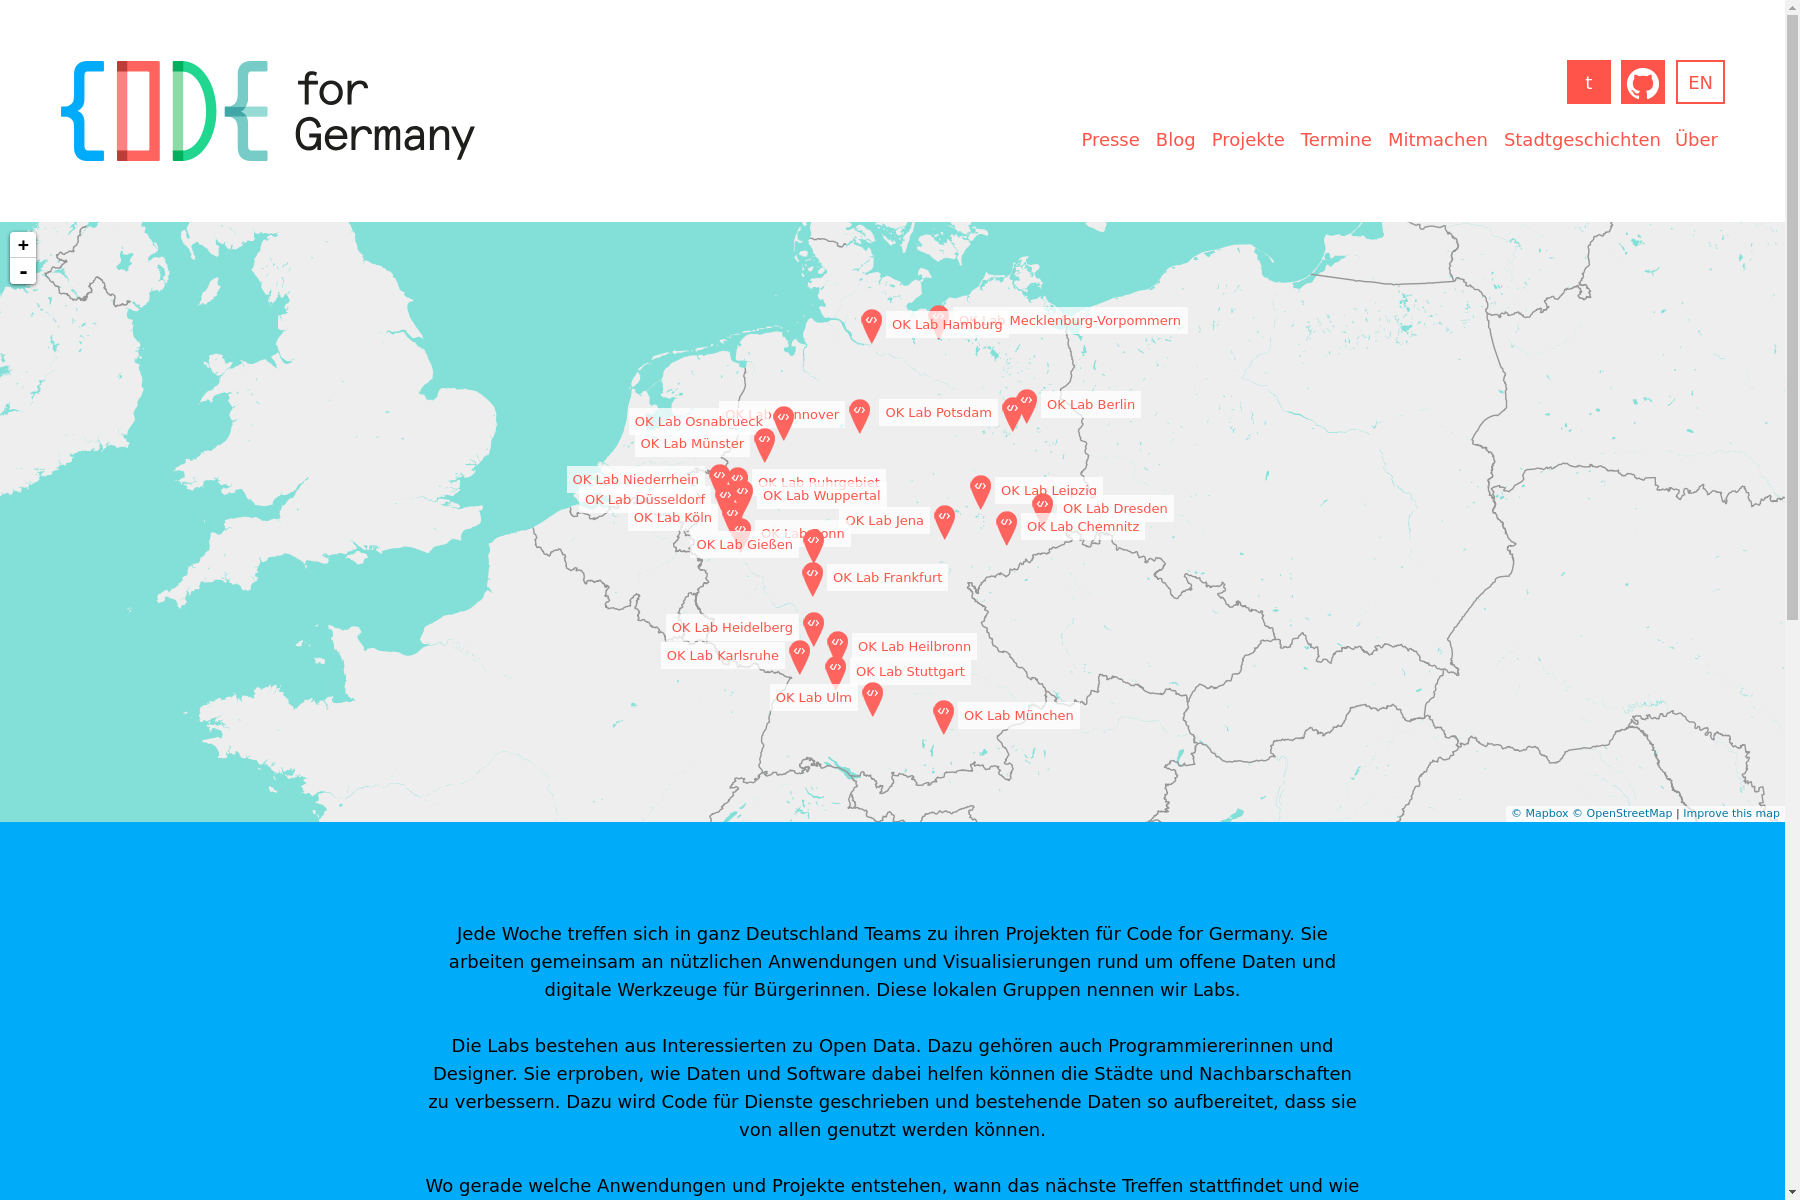 CODE for
Germany
t
EN
Presse Blog Projekte Termine Mitmachen Stadtgeschichten Über
+
-
OK Lab Mecklenburg-Vorpommern
OK Lab Hamburg
OK Lab Berlin
OK Lab Potsdam
OK Lab nnover
OK Lab Osnabrueck
OK Lab Münster
OK Lab Niederrhein
OK Lab Ruhrgebiet
OK Lab Leipzig
OK Lab Düsseldorf
OK Lab Wuppertal
OK Lab Dresden
OK Lab Köln
OK Lab Jena
OK Lab Chemnitz
OK Lab onn
OK Lab Gießen
OK Lab Frankfurt
OK Lab Heidelberg
OK Lab Heilbronn
OK Lab Karlsruhe
OK Lab Stuttgart
OK Lab Ulm
OK Lab München
© Mapbox © OpenStreetMap | Improve this map
Jede Woche treffen sich in ganz Deutschland Teams zu ihren Projekten für Code for Germany. Sie
arbeiten gemeinsam an nützlichen Anwendungen und Visualisierungen rund um offene Daten und
digitale Werkzeuge für Bürgerinnen. Diese lokalen Gruppen nennen wir Labs.
Die Labs bestehen aus Interessierten zu Open Data. Dazu gehören auch Programmiererinnen und
Designer. Sie erproben, wie Daten und Software dabei helfen können die Städte und Nachbarschaften
zu verbessern. Dazu wird Code für Dienste geschrieben und bestehende Daten so aufbereitet, dass sie
von allen genutzt werden können.
Wo gerade welche Anwendungen und Projekte entstehen, wann das nächste Treffen stattfindet und wie